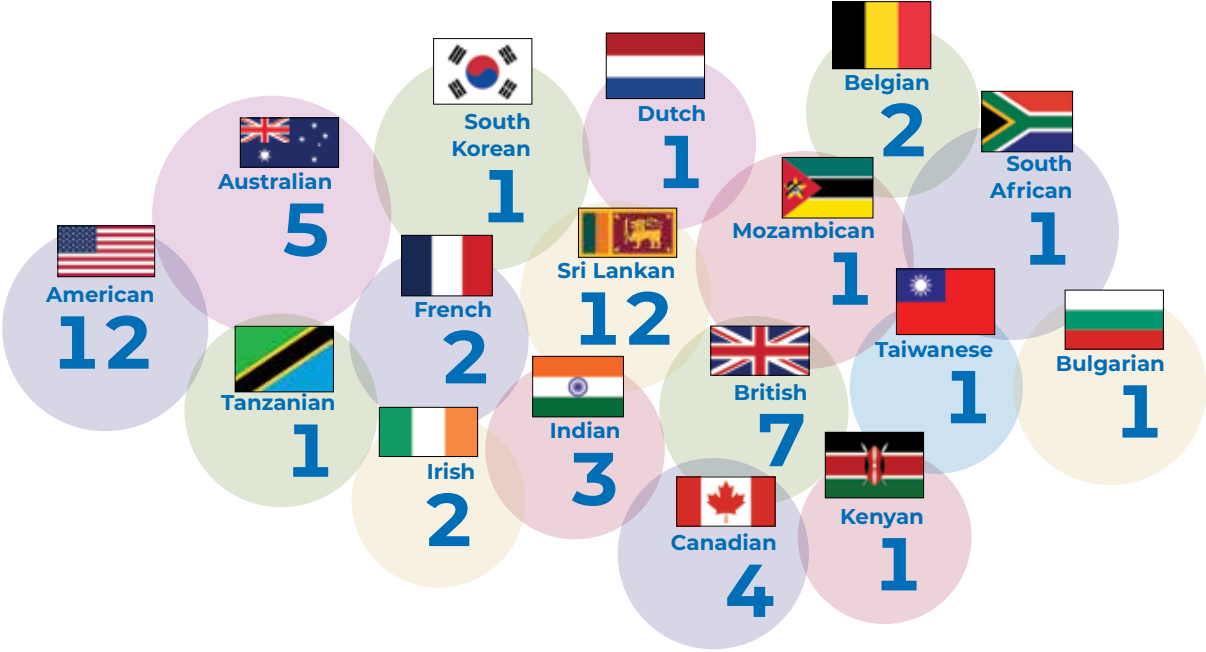 American
12
Australian
5
Tanzanian
1
South
Korean
1
French
2
Irish
2
Dutch
1
Sri Lankan
12
Indian
3
Belgian
2
Mozambican
1
British
7
Canadian
4
South
African
1
Taiwanese
1
Kenyan
1
Bulgarian
1